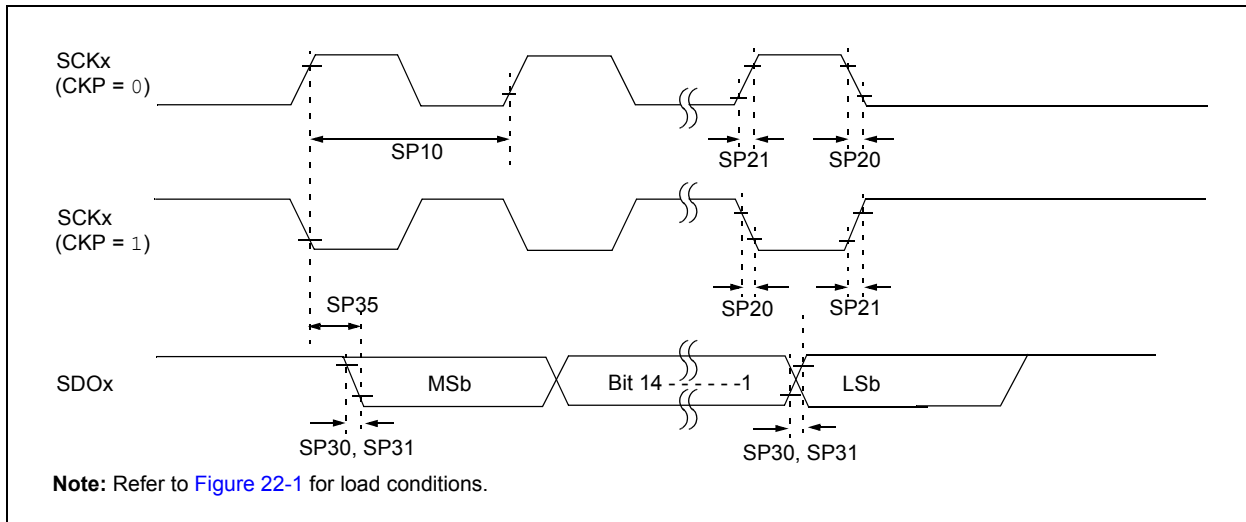 SCKx
(CKP = 0)
SP10
SP21
SP20
SCKx
(CKP = 1)
SP35
SP20
SP21
SDOx
MSb
Bit 14 - - - - - -1
LSb
SP30, SP31
SP30, SP31
Note: Refer to Figure 22-1 for load conditions.